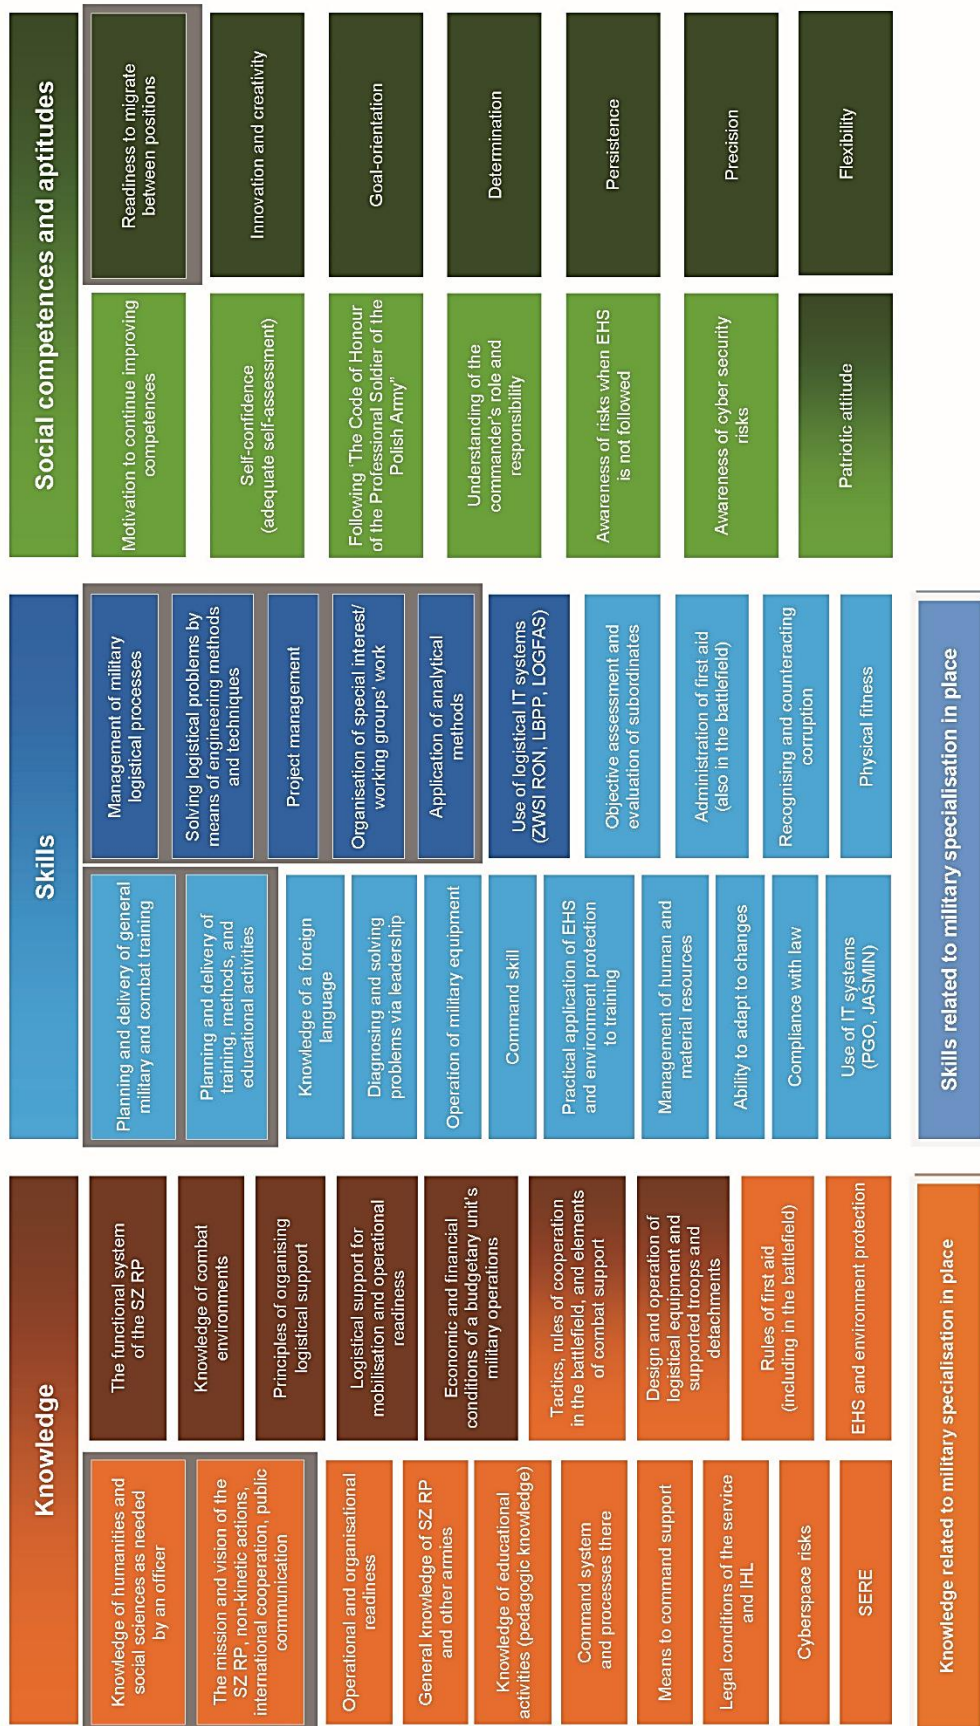 Knowledge
Knowledge of humanities and
social sciences as needed
by an officer
The mission and vision of the
SZ RP, non-kinetic actions,
international cooperation, public
communication
Operational and organisational
readiness
General knowledge of SZ RP
and other armies
Knowledge of educational
activities (pedagogic knowledge)
Command system
and processes there
Means to command support
Legal conditions of the service
and IHL
Cyberspace risks
SERE
The functional system
of the SZ RP
Knowledge of combat
environments
Principles of organising
logistical support
Logistical support for
mobilisation and operational
readiness
Economic and financial
conditions of a budgetary unit's
military operations
Tactics, rules of cooperation
in the battlefield, and elements
of combat support
Design and operation of
logistical equipment and
supported troops and
detachments
Rules of first aid
(including in the battlefield)
EHS and environment protection
Knowledge related to military specialisation in place
Skills
Planning and delivery of general
military and combat training
Planning and delivery of
training, methods, and
educational activities
Knowledge of a foreign
language
Diagnosing and solving
problems via leadership
Operation of military equipment
Command skill
Practical application of EHS
and environment protection
to training
Management of human and
material resources
Ability to adapt to changes
Compliance with law
Use of IT systems
(PGO, JAŚMIN)
Management of military
logistical processes
Solving logistical problems by
means of engineering methods
and techniques
Project management
Organisation of special interest/
working groups' work
Application of analytical
methods
Use of logistical IT systems
(ZWSI RON, LBPP, LOGFAS)
Objective assessment and
evaluation of subordinates
Administration of first aid
(also in the battlefield)
Recognising and counteracting
corruption
Physical fitness
Skills related to military specialisation in place
Social competences and aptitudes
Motivation to continue improving
competences
Self-confidence
(adequate self-assessment)
Following 'The Code of Honour
of the Professional Soldier of the
Polish Army"
Understanding of the
commander's role and
responsibility
Awareness of risks when EHS
is not followed
Awareness of cyber security
risks
Patriotic attitude
Readiness to migrate
between positions
Innovation and creativity
Goal-orientation
Determination
Persistence
Precision
Flexibility